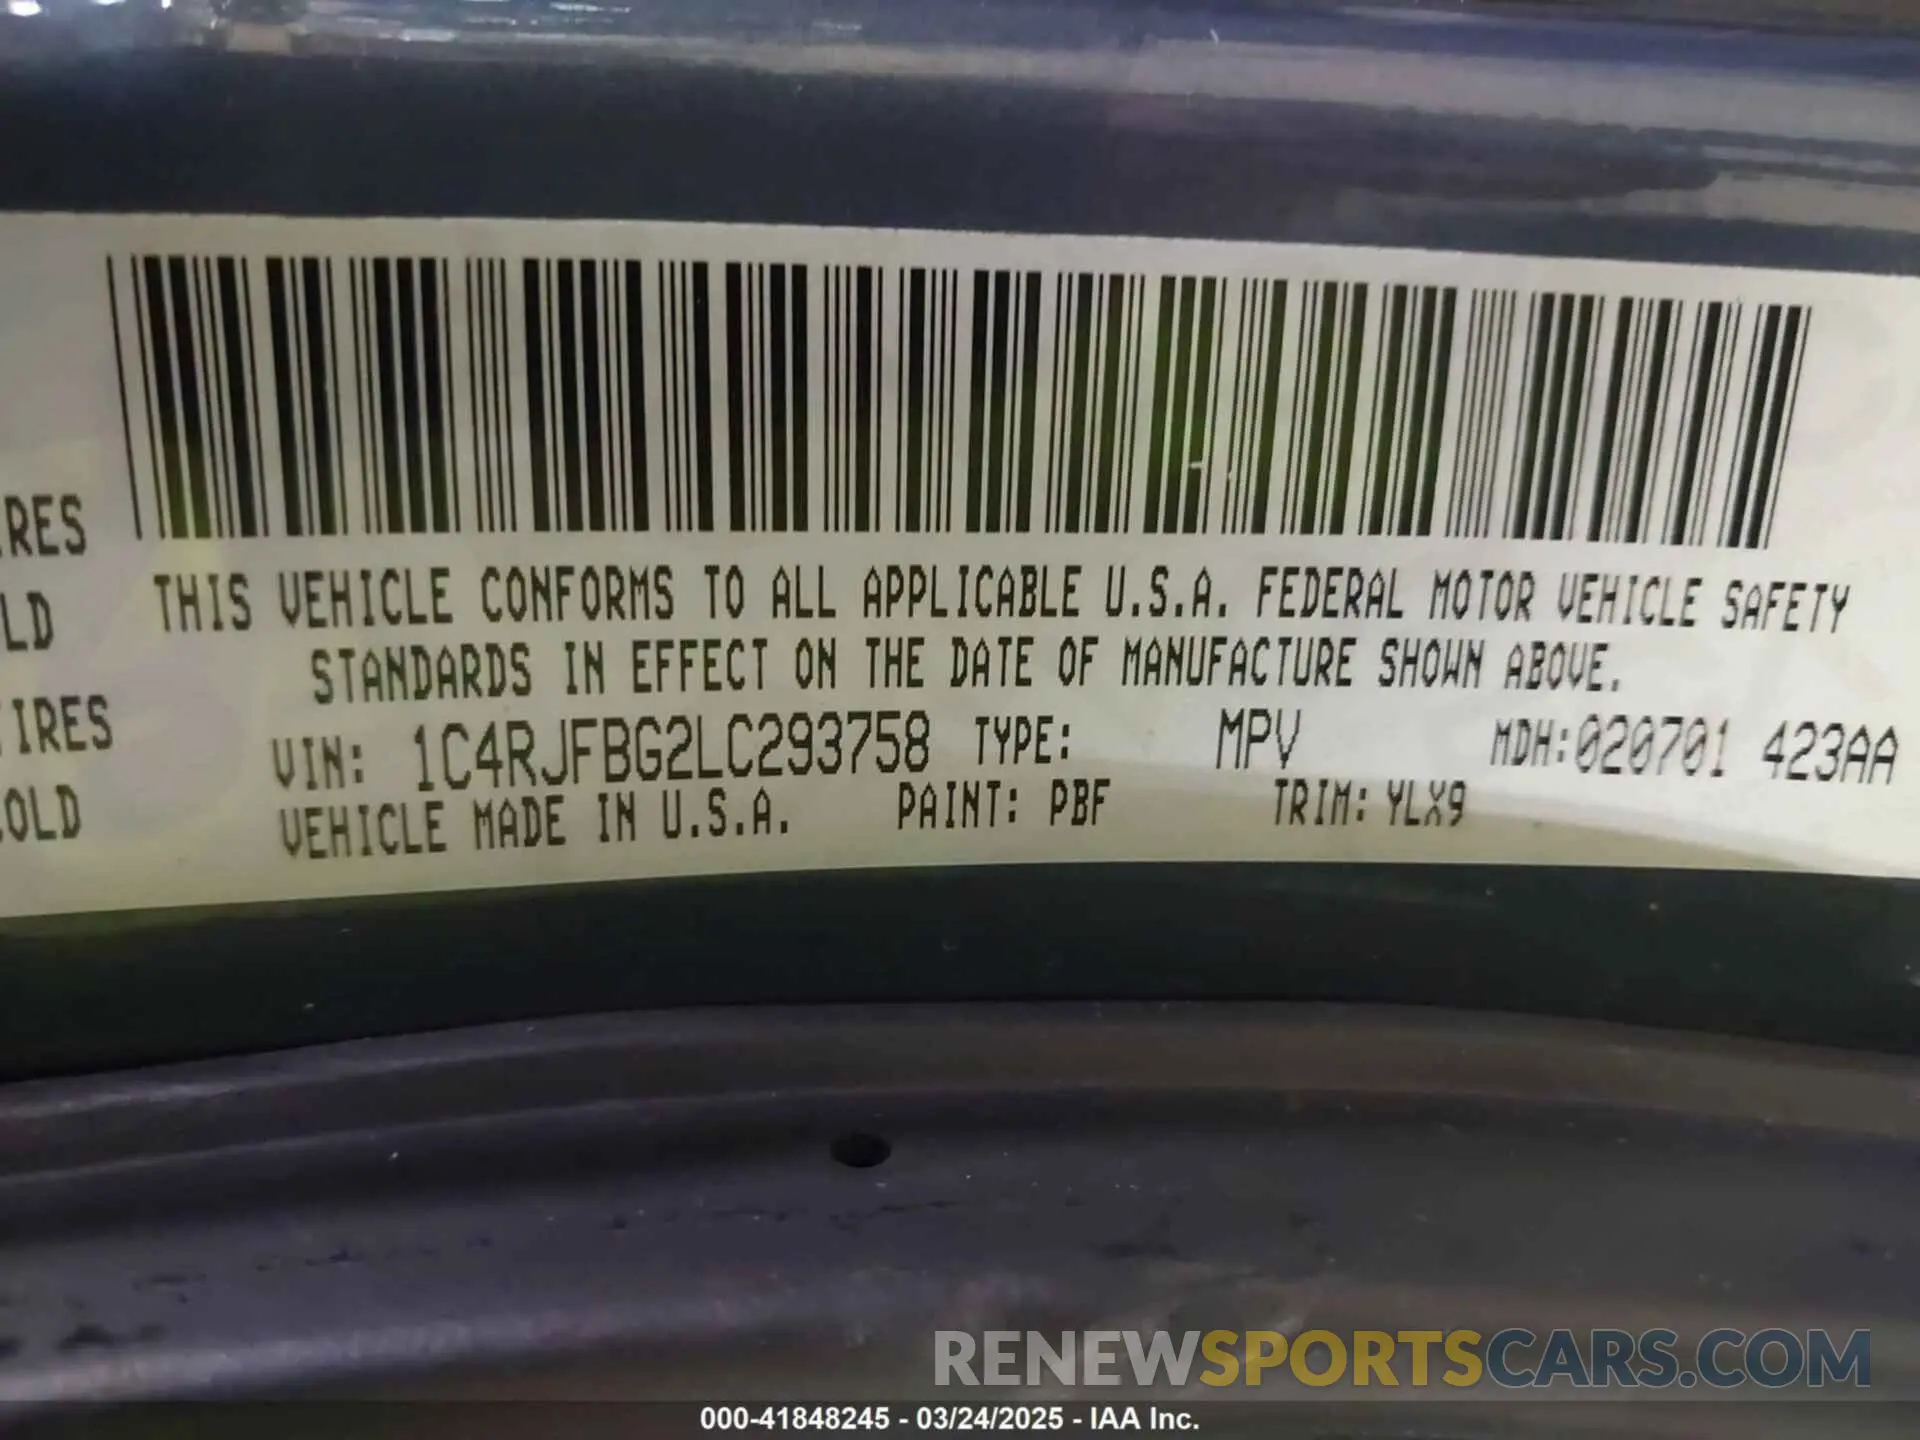 IRES
LD
THIS VEHICLE CONFORMS TO ALL APPLICABLE U.S.A. FEDERAL MOTOR VEHICLE SAFETY
STANDARDS IN EFFECT ON THE DATE OF MANUFACTURE SHOWN ABOVE.
IRES
VIN: 1C4RJFBG2LC293758 TYPE: MPV MDH:020701 423AA
OLD
VEHICLE MADE IN U.S.A. PAINT: PBF TRIM: YLX9
RENEWSPORTSCARS.COM
000-41848245 - 03/24/2025 - IAA Inc.